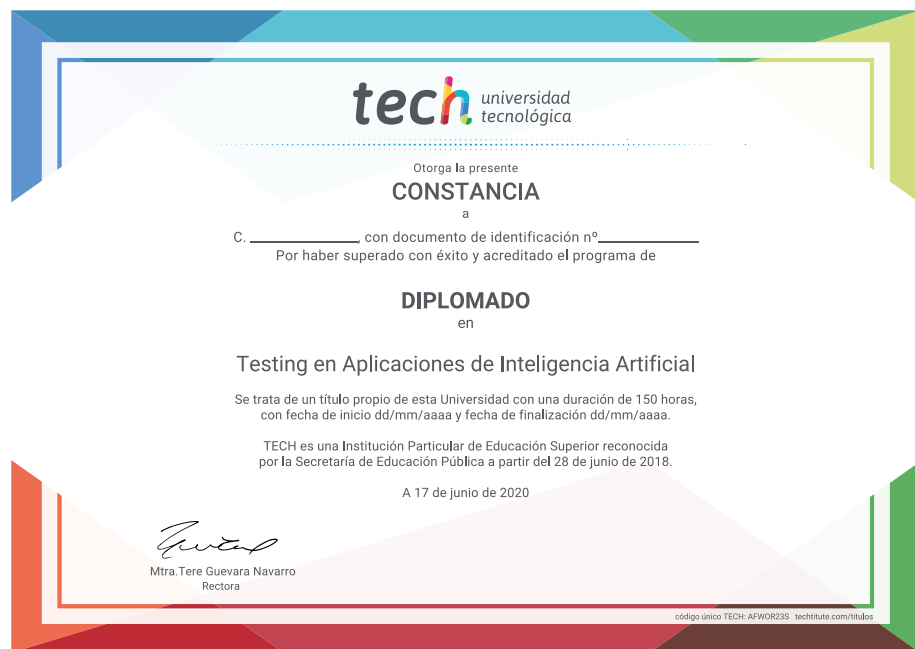 tech universidad
tecnológica
Otorga la presente
CONSTANCIA
a
C. ____________, con documento de identificación nº____________
Por haber superado con éxito y acreditado el programa de
DIPLOMADO
en
Testing en Aplicaciones de Inteligencia Artificial
Se trata de un título propio de esta Universidad con una duración de 150 horas,
con fecha de inicio dd/mm/aaaa y fecha de finalización dd/mm/aaaa.
TECH es una Institución Particular de Educación Superior reconocida
por la Secretaría de Educación Pública a partir del 28 de junio de 2018.
A 17 de junio de 2020
Mtra.Tere Guevara Navarro
Rectora
código único TECH: AFWOR23S techtitute.com/titulos